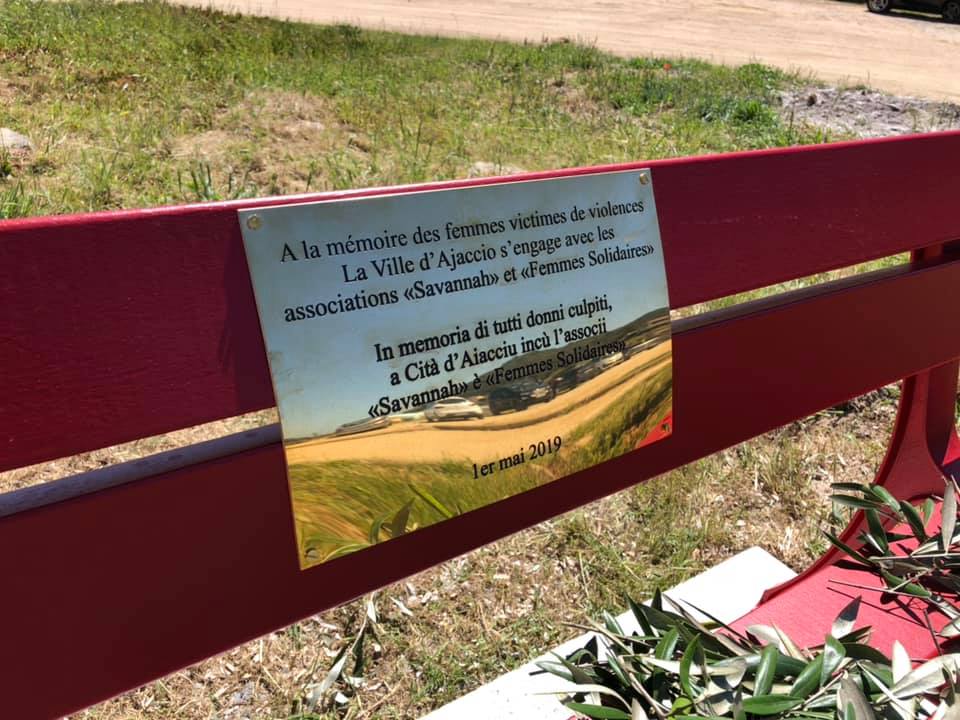 A la mémoire des femmes victimes de violences
La Ville d'Ajaccio s'engage avec les
associations «Savannah» et «Femmes Solidaires»
In memoria di tutti donni culpiti,
a Cità d'Aiacciu incù l'associi
«Savannah» è «Femmes Solidaires»
1er mai 2019